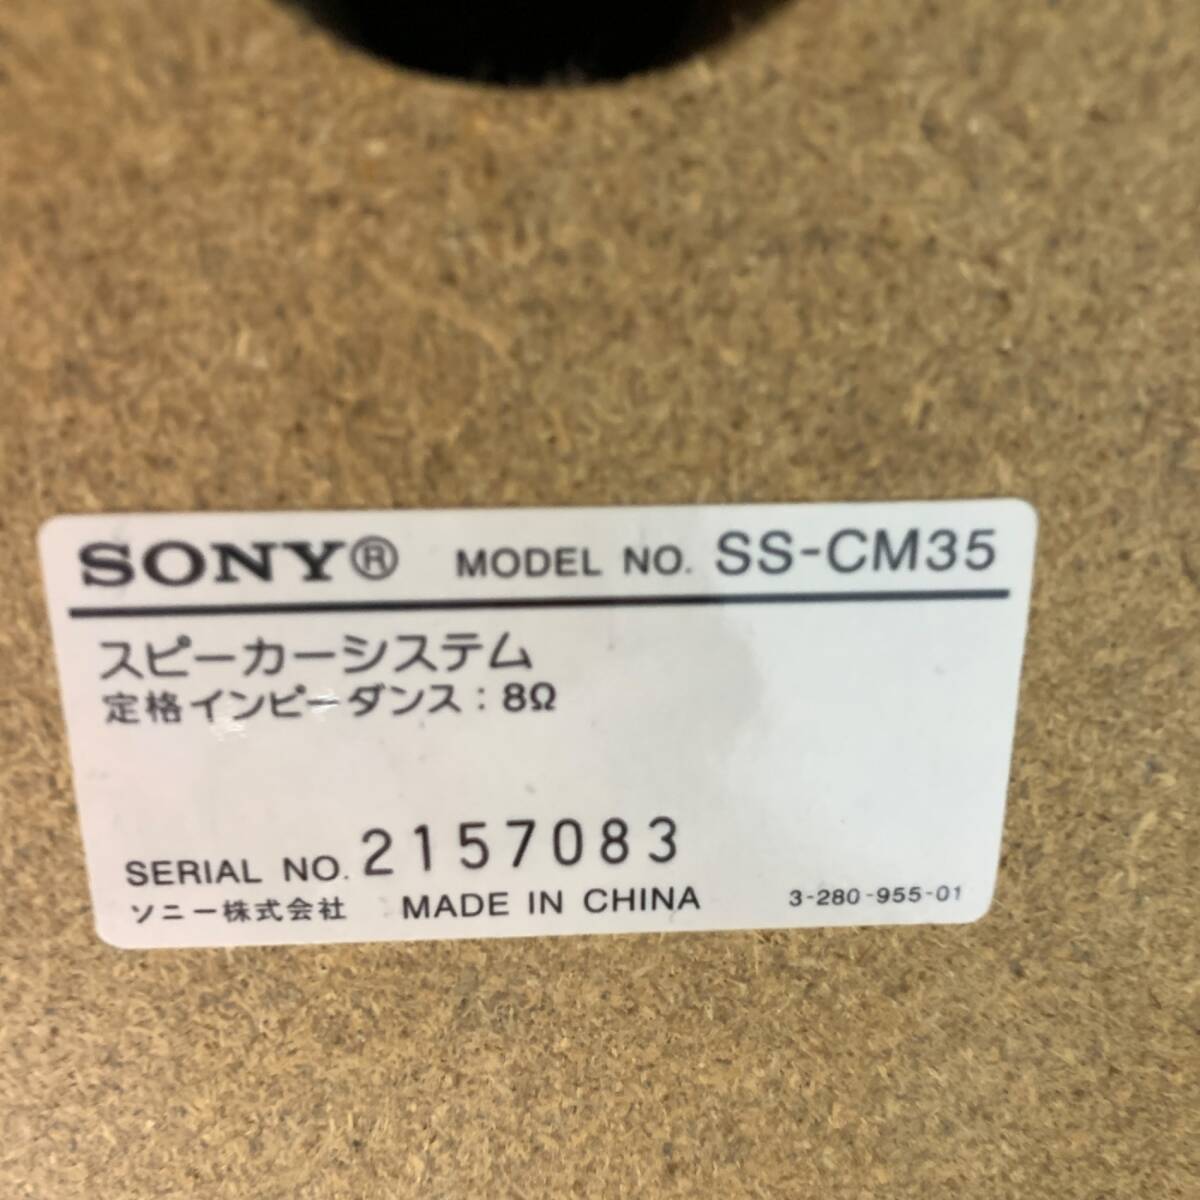 SONY® MODEL NO. SS-CM35
スピーカーシステム
定格インピーダンス：8Ω
SERIAL NO. 2157083
ソニー株式会社 MADE IN CHINA 3-280-955-01